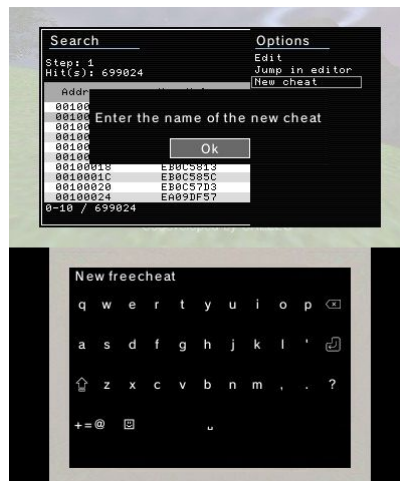 Search
Step: 1
Hit(s): 699024
Options
Edit
Jump in editor
New cheat
Enter the name of the new cheat
Ok
00100018 EB0C5813
0010001C EB0C585C
00100020 EB0C57D3
00100024 EA09DF57
0-10 / 699024
New freecheat
q w e r t y u i o p
a s d f g h j k l '
z x c v b n m , . ?
+=@